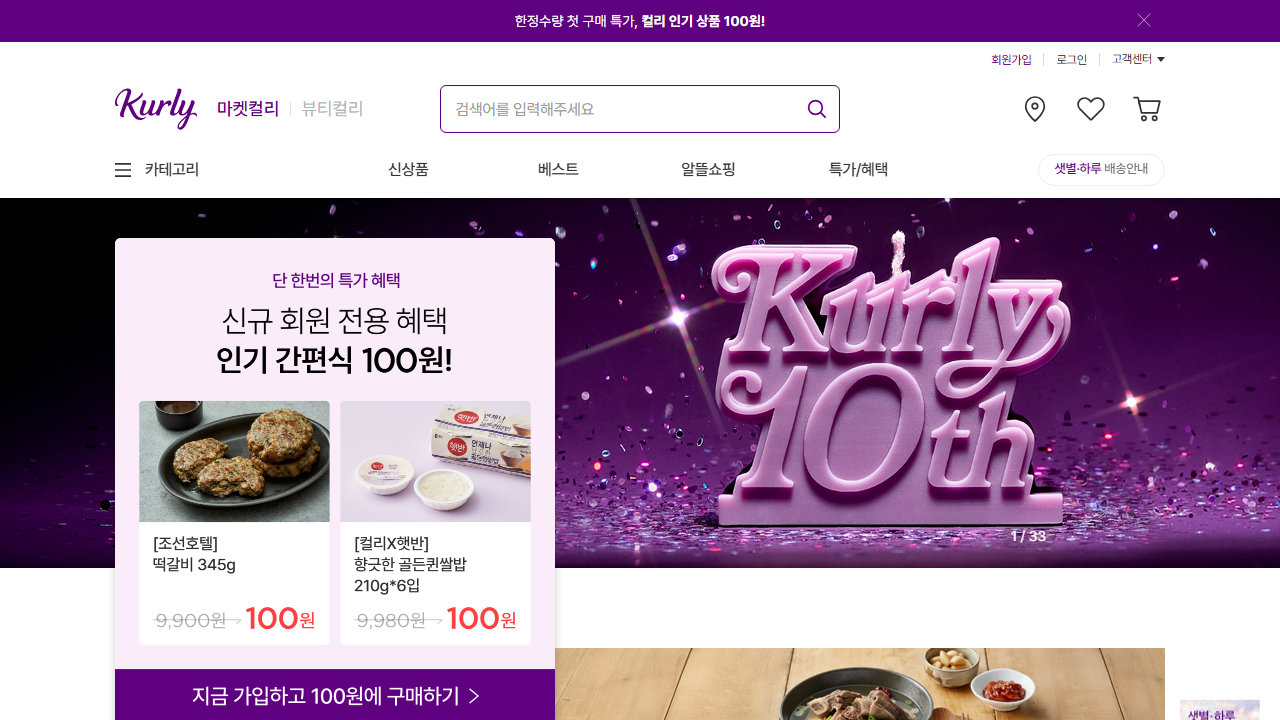 한정수량 첫 구매 특가, 컬리 인기 상품 100원!
회원가입 로그인 고객센터
Kurly 마켓컬리 뷰티컬리
검색어를 입력해주세요
카테고리 신상품 베스트 알뜰쇼핑 특가/혜택 샛별·하루 배송안내
단 한번의 특가 혜택
신규 회원 전용 혜택
인기 간편식 100원!
Kurly
10th
햇반
햇반
언제나
[조선호텔]
떡갈비 345g
9,900원 → 100원
[컬리X햇반]
향긋한 골든퀸쌀밥
210g*6입
9,980원 → 100원
1 / 33
지금 가입하고 100원에 구매하기 >
샛별·하루